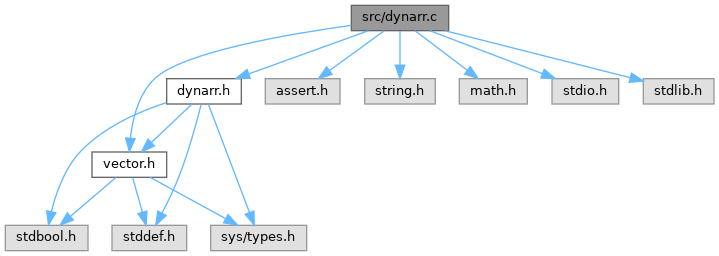 src/dynarr.c
dynarr.h
assert.h
string.h
math.h
stdio.h
stdlib.h
vector.h
stdbool.h
stddef.h
sys/types.h